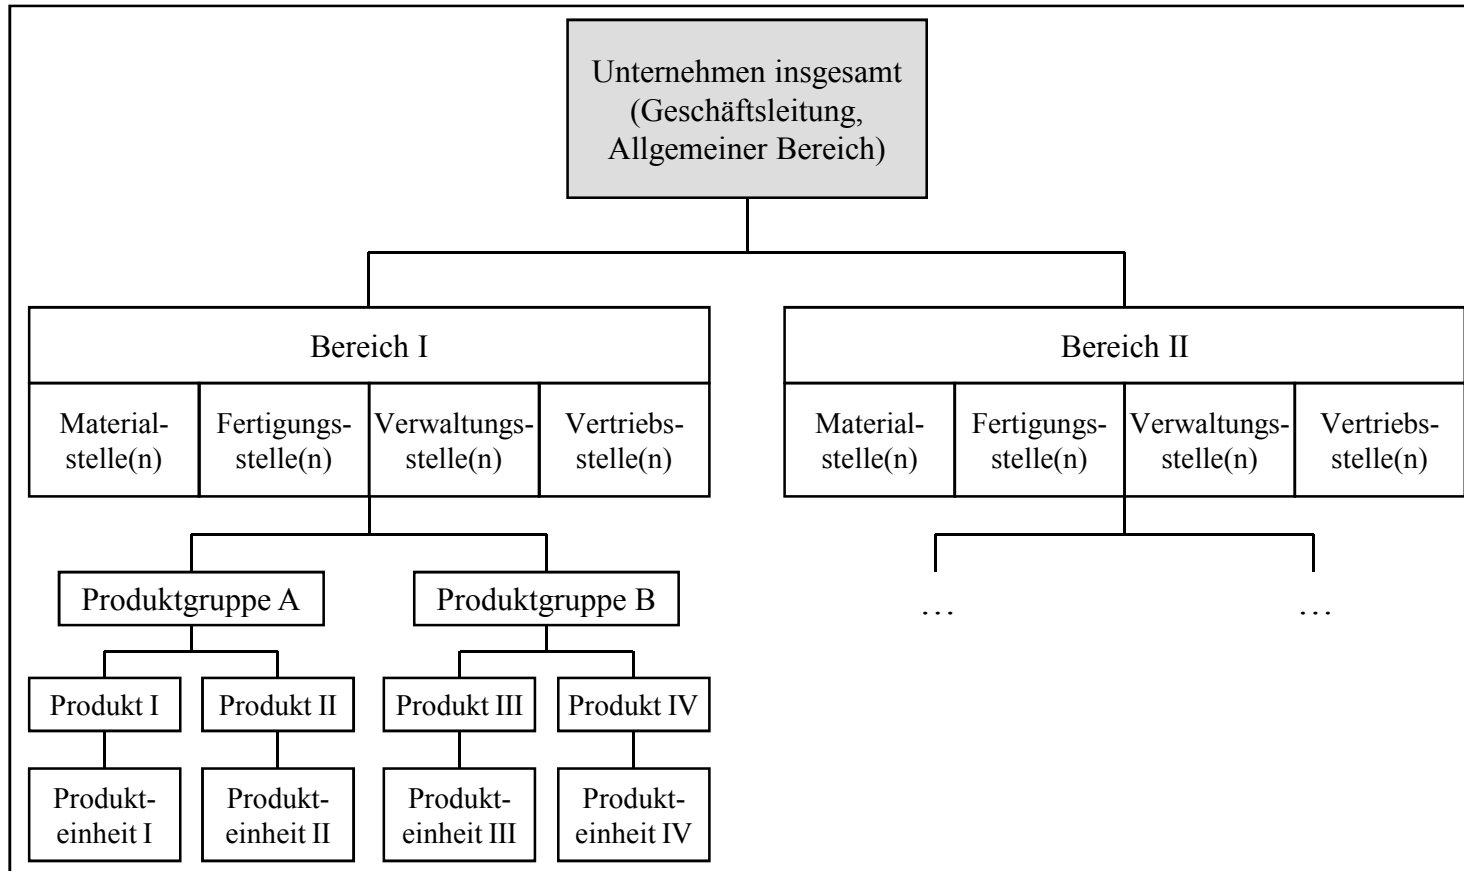 Unternehmen insgesamt
(Geschäftsleitung,
Allgemeiner Bereich)
Bereich I
Material-
stelle(n)
Fertigungs-
stelle(n)
Verwaltungs-
stelle(n)
Vertriebs-
stelle(n)
Bereich II
Material-
stelle(n)
Fertigungs-
stelle(n)
Verwaltungs-
stelle(n)
Vertriebs-
stelle(n)
Produktgruppe A
Produktgruppe B
…
…
Produkt I
Produkt II
Produkt III
Produkt IV
Produkt-
einheit I
Produkt-
einheit II
Produkt-
einheit III
Produkt-
einheit IV